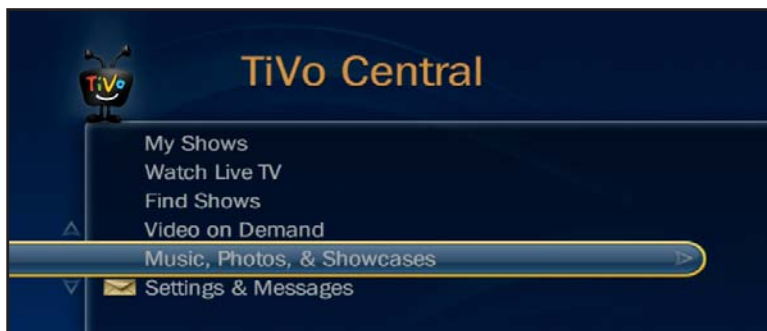 TiVo
TiVo Central
My Shows
Watch Live TV
Find Shows
Video on Demand
Music, Photos, & Showcases
Settings & Messages